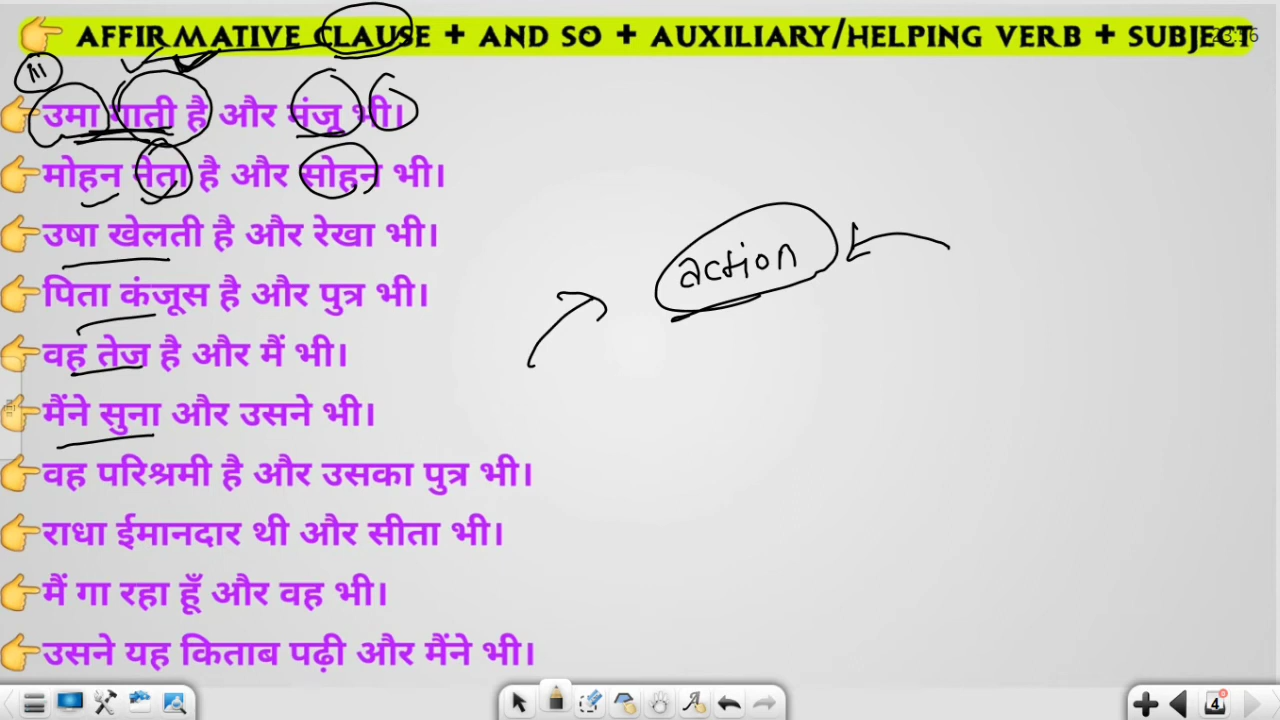 AFFIRMATIVE CLAUSE + AND SO + AUXILIARY/HELPING VERB + SUBJECT
उमा गाती है और मंजू भी।
मोहन नेता है और सोहन भी।
उषा खेलती है और रेखा भी।
action
पिता कंजूस है और पुत्र भी।
वह तेज है और मैं भी।
मैंने सुना और उसने भी।
वह परिश्रमी है और उसका पुत्र भी।
राधा ईमानदार थी और सीता भी।
मैं गा रहा हूँ और वह भी।
उसने यह किताब पढ़ी और मैंने भी।
4